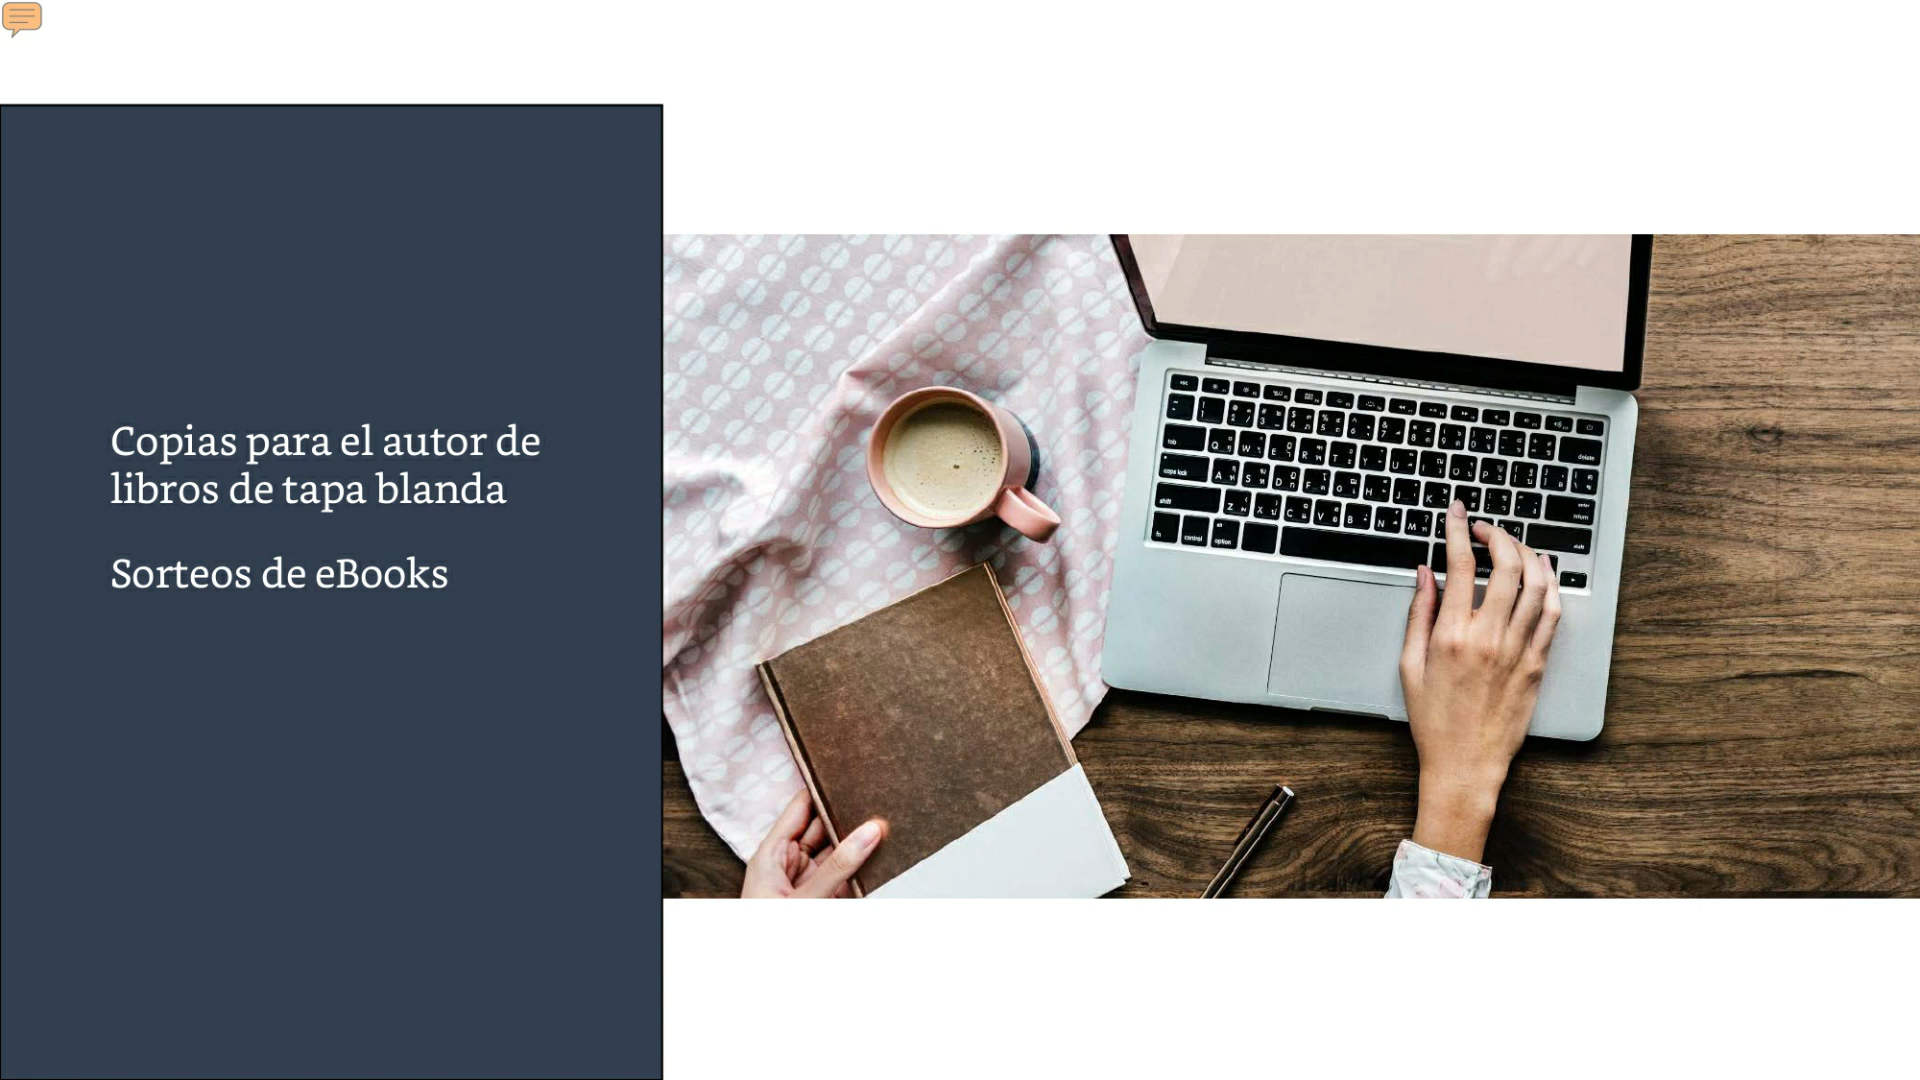 Copias para el autor de
libros de tapa blanda
Sorteos de eBooks